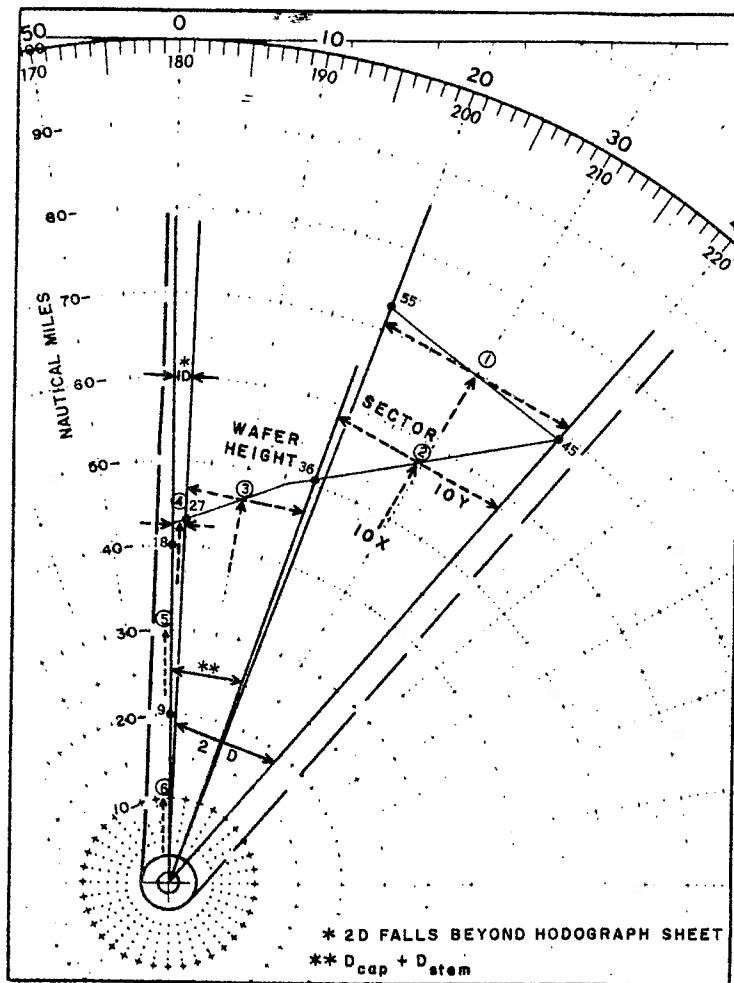 50 0 10
170 180 190 20
200
30
210
220
90-
80-
70-
60-
50-
40-
30-
20-
10-
NAUTICAL MILES
55
*
1D
①
SECTOR
②
WAFER
HEIGHT 36
45
10Y
10X
③
④ 27
18
⑤
**
9
2 D
⑥
* 2D FALLS BEYOND HODOGRAPH SHEET
** Dcap + Dstem